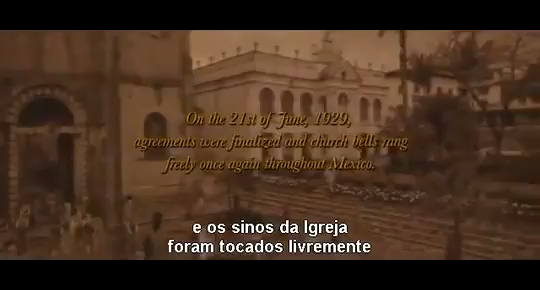 On the 21st of June, 1929,
agreements were finalized and church bells rang
freely once again throughout Mexico.
e os sinos da Igreja
foram tocados livremente